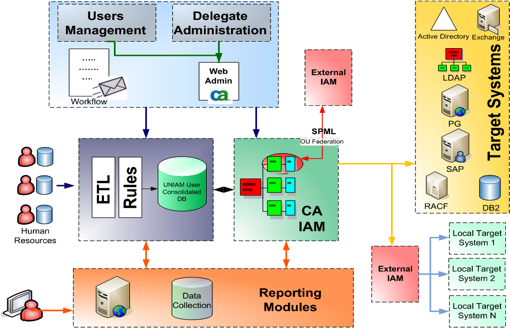 Users
Management
Delegate
Administration
Workflow
Web
Admin
ca
External
IAM
SPML
OU Federation
Active Directory
Exchange
LDAP
PG
SAP
RACF
DB2
Target Systems
Human
Resources
ETL
Rules
UNIAM User
Consolidated
DB
CA
IAM
External
IAM
Local Target
System 1
Local Target
System 2
Local Target
System N
Data
Collection
Reporting
Modules